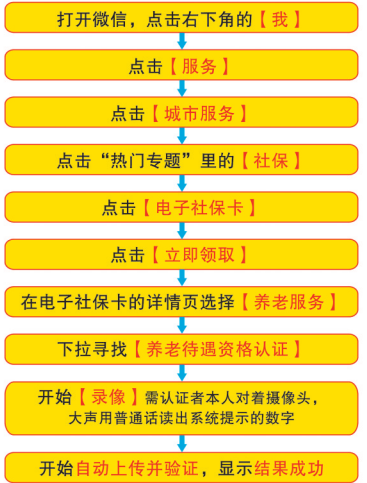 打开微信，点击右下角的【我】
点击【服务】
点击【城市服务】
点击“热门专题”里的【社保】
点击【电子社保卡】
点击【立即领取】
在电子社保卡的详情页选择【养老服务】
下拉寻找【养老待遇资格认证】
开始【录像】需认证者本人对着摄像头，
大声用普通话读出系统提示的数字
开始自动上传并验证，显示结果成功